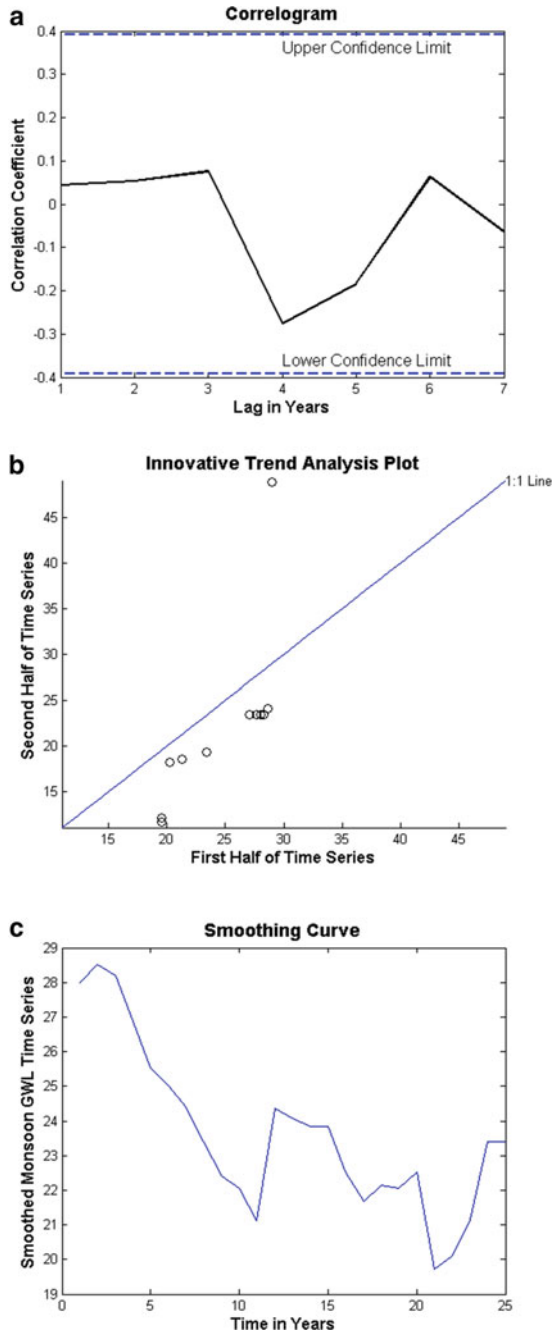 a
Correlogram
0.4
Upper Confidence Limit
0.3
0.2
0.1
0
-0.1
-0.2
-0.3
Lower Confidence Limit
-0.4
1 2 3 4 5 6 7
Correlation Coefficient
Lag in Years
b
Innovative Trend Analysis Plot
1:1 Line
45
40
35
30
25
20
15
15 20 25 30 35 40 45
Second Half of Time Series
First Half of Time Series
c
Smoothing Curve
29
28
27
26
25
24
23
22
21
20
19
0 5 10 15 20 25
Smoothed Monsoon GWL Time Series
Time in Years